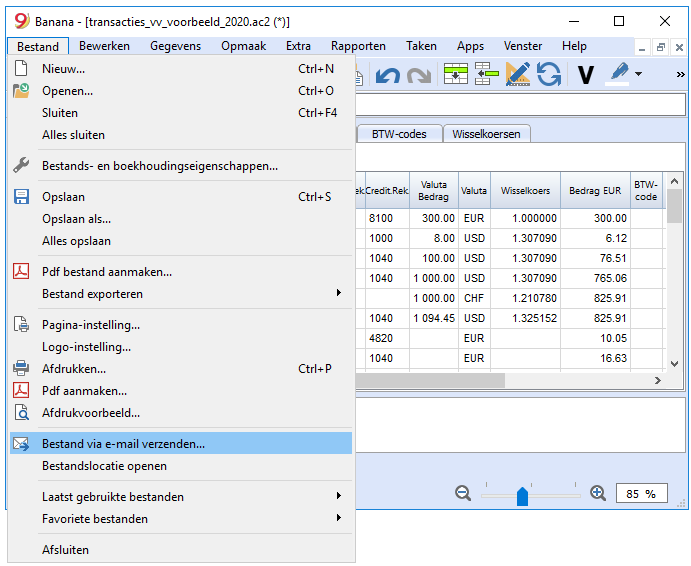 Banana - [transacties_vv_voorbeeld_2020.ac2 (*)]
Bestand Bewerken Gegevens Opmaak Extra Rapporten Taken Apps Venster Help
Nieuw... Ctrl+N
Openen... Ctrl+O
Sluiten Ctrl+F4
Alles sluiten
Bestands- en boekhoudingseigenschappen...
Opslaan Ctrl+S
Opslaan als...
Alles opslaan
Pdf bestand aanmaken...
Bestand exporteren
Pagina-instelling...
Logo-instelling...
Afdrukken... Ctrl+P
Pdf aanmaken...
Afdrukvoorbeeld...
Bestand via e-mail verzenden...
Bestandslocatie openen
Laatst gebruikte bestanden
Favoriete bestanden
Afsluiten
V
»
BTW-codes Wisselkoersen
Credit.Rek. Valuta Bedrag Valuta Wisselkoers Bedrag EUR BTW-code
8100 300.00 EUR 1.000000 300.00
1000 8.00 USD 1.307090 6.12
1040 100.00 USD 1.307090 76.51
1040 1 000.00 USD 1.307090 765.06
1 000.00 CHF 1.210780 825.91
1040 1 094.45 USD 1.325152 825.91
4820 EUR 10.05
1040 EUR 16.63
85 %